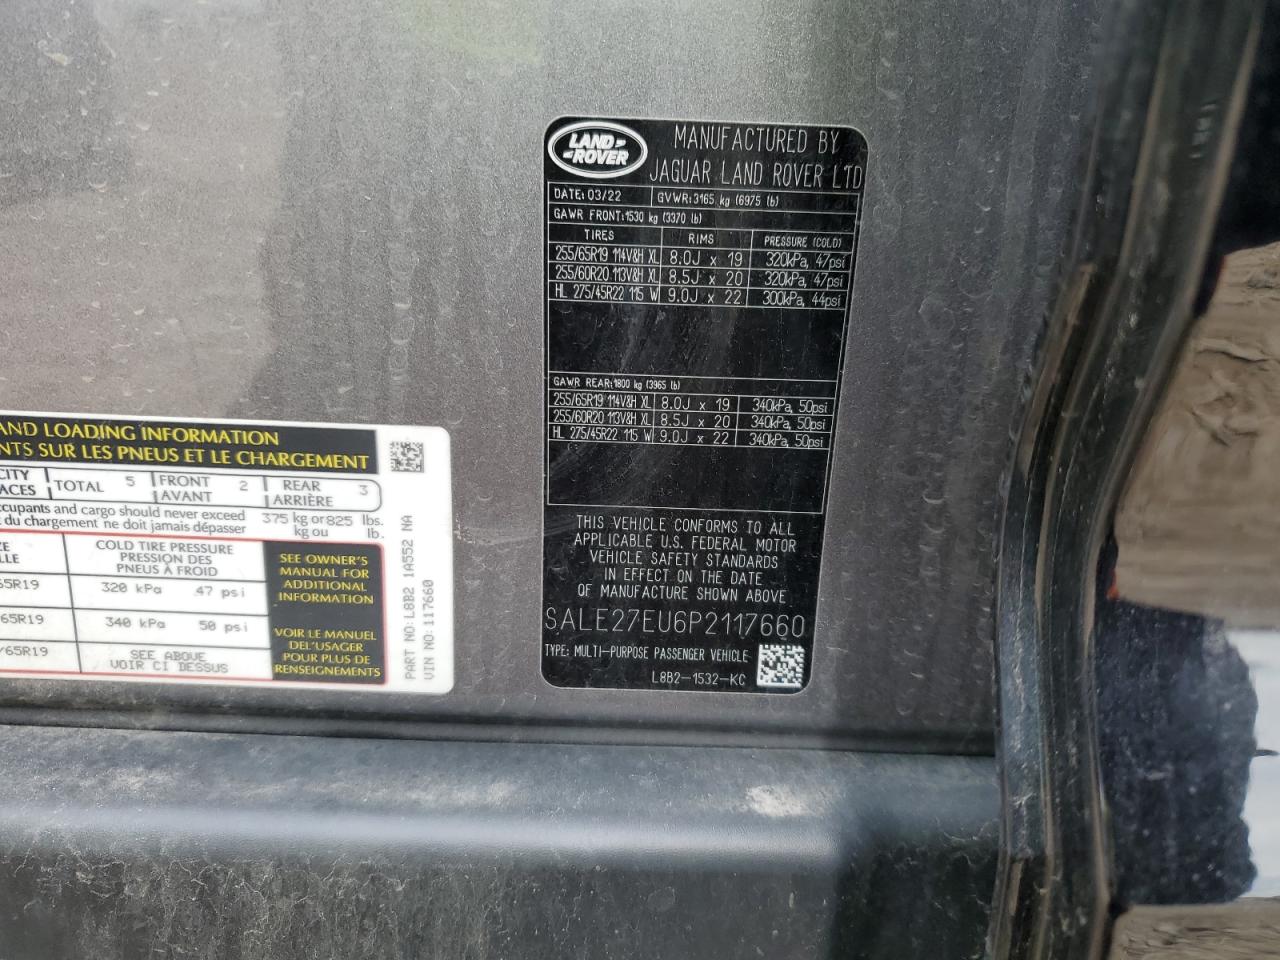 LAND ROVER
MANUFACTURED BY
JAGUAR LAND ROVER LTD
DATE: 03/22 GVWR: 3165 kg (6975 lb)
GAWR FRONT: 1530 kg (3370 lb)
TIRES RIMS PRESSURE (COLD)
255/65R19 114V&H XL 8.0J x 19 320kPa, 47psi
255/60R20 113V&H XL 8.5J x 20 320kPa, 47psi
HL 275/45R22 115 W 9.0J x 22 300kPa, 44psi
GAWR REAR: 1800 kg (3965 lb)
255/65R19 114V&H XL 8.0J x 19 340kPa, 50psi
255/60R20 113V&H XL 8.5J x 20 340kPa, 50psi
HL 275/45R22 115 W 9.0J x 22 340kPa, 50psi
THIS VEHICLE CONFORMS TO ALL
APPLICABLE U.S. FEDERAL MOTOR
VEHICLE SAFETY STANDARDS
IN EFFECT ON THE DATE
OF MANUFACTURE SHOWN ABOVE
SALE27EU6P2117660
TYPE: MULTI-PURPOSE PASSENGER VEHICLE
L8B2-1532-KC
AND LOADING INFORMATION
NTS SUR LES PNEUS ET LE CHARGEMENT
CITY
ACES
TOTAL 5
FRONT
AVANT 2
REAR
ARRIÈRE 3
ccupants and cargo should never exceed
du chargement ne doit jamais dépasser
375 kg or 825 lbs.
kg ou lb.
ZE
LLE
COLD TIRE PRESSURE
PRESSION DES
PNEUS À FROID
65R19 320 kPa 47 psi
/65R19 340 kPa 50 psi
/65R19 SEE ABOVE
VOIR CI DESSUS
SEE OWNER'S
MANUAL FOR
ADDITIONAL
INFORMATION
VOIR LE MANUEL
DEL'USAGER
POUR PLUS DE
RENSEIGNEMENTS
PART NO: L8B2 1A552 NA
VIN NO: 117660